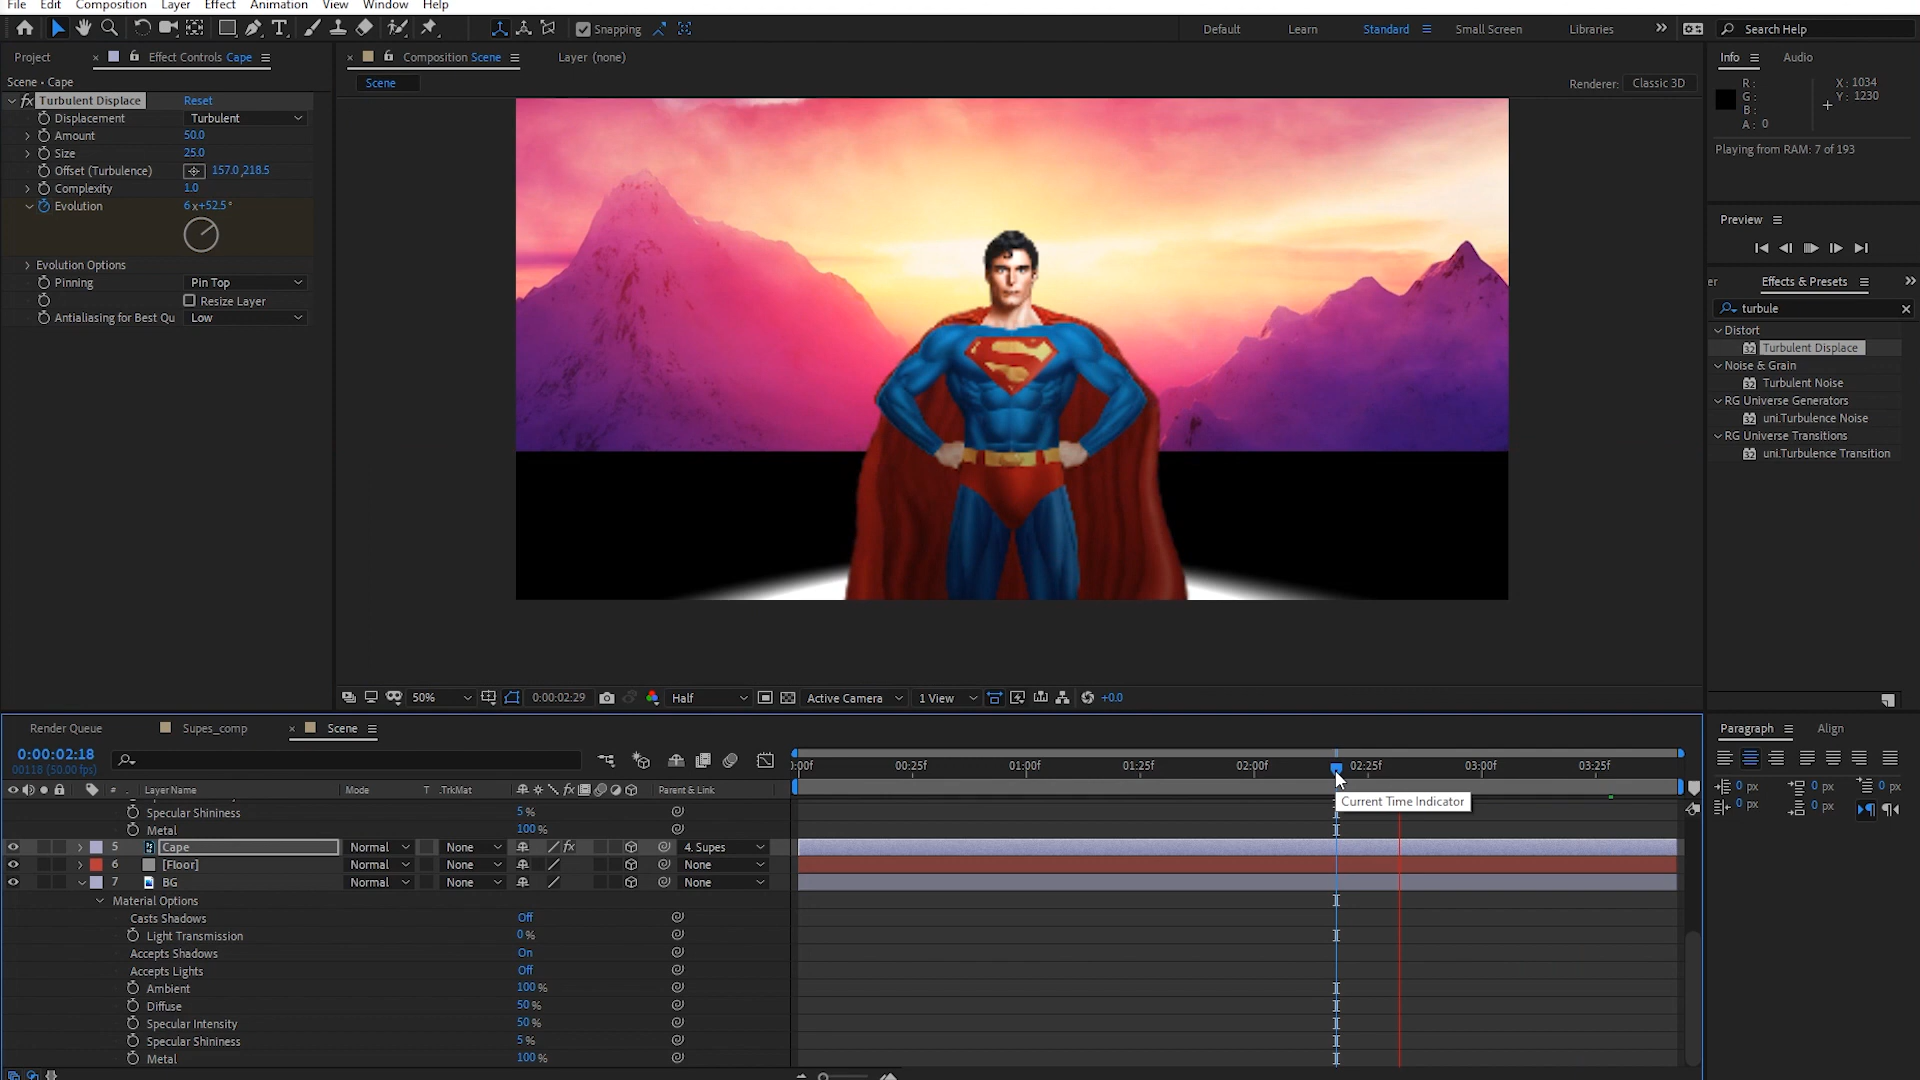 File Edit Composition Layer Effect Animation View Window Help
Snapping
Default Learn Standard Small Screen Libraries
Search Help
Project Effect Controls Cape
Composition Scene Layer (none)
Info Audio
Scene • Cape
Scene
Renderer: Classic 3D
R: X: 1034
G: Y: 1230
B:
A: 0
Playing from RAM: 7 of 193
fx Turbulent Displace Reset
Displacement Turbulent
Amount 50.0
Size 25.0
Offset (Turbulence) 157.0,218.5
Complexity 1.0
Evolution 6x+52.5°
Evolution Options
Pinning Pin Top
Resize Layer
Antialiasing for Best Qu Low
Preview
er Effects & Presets
turbule
Distort
32 Turbulent Displace
Noise & Grain
32 Turbulent Noise
RG Universe Generators
32 uni.Turbulence Noise
RG Universe Transitions
32 uni.Turbulence Transition
50% 0:00:02:29 Half Active Camera 1 View +0.0
Render Queue Supes_comp Scene
Paragraph Align
0:00:02:18
00118 (50.00 fps)
):00f 00:25f 01:00f 01:25f 02:00f 02:25f 03:00f 03:25f
Current Time Indicator
# . Layer Name Mode T .TrkMat fx Parent & Link
0 px 0 px 0 px
0 px 0 px
Specular Shininess 5%
Metal 100%
5 Cape Normal None fx 4. Supes
6 [Floor] Normal None None
7 BG Normal None None
Material Options
Casts Shadows Off
Light Transmission 0%
Accepts Shadows On
Accepts Lights Off
Ambient 100%
Diffuse 50%
Specular Intensity 50%
Specular Shininess 5%
Metal 100%